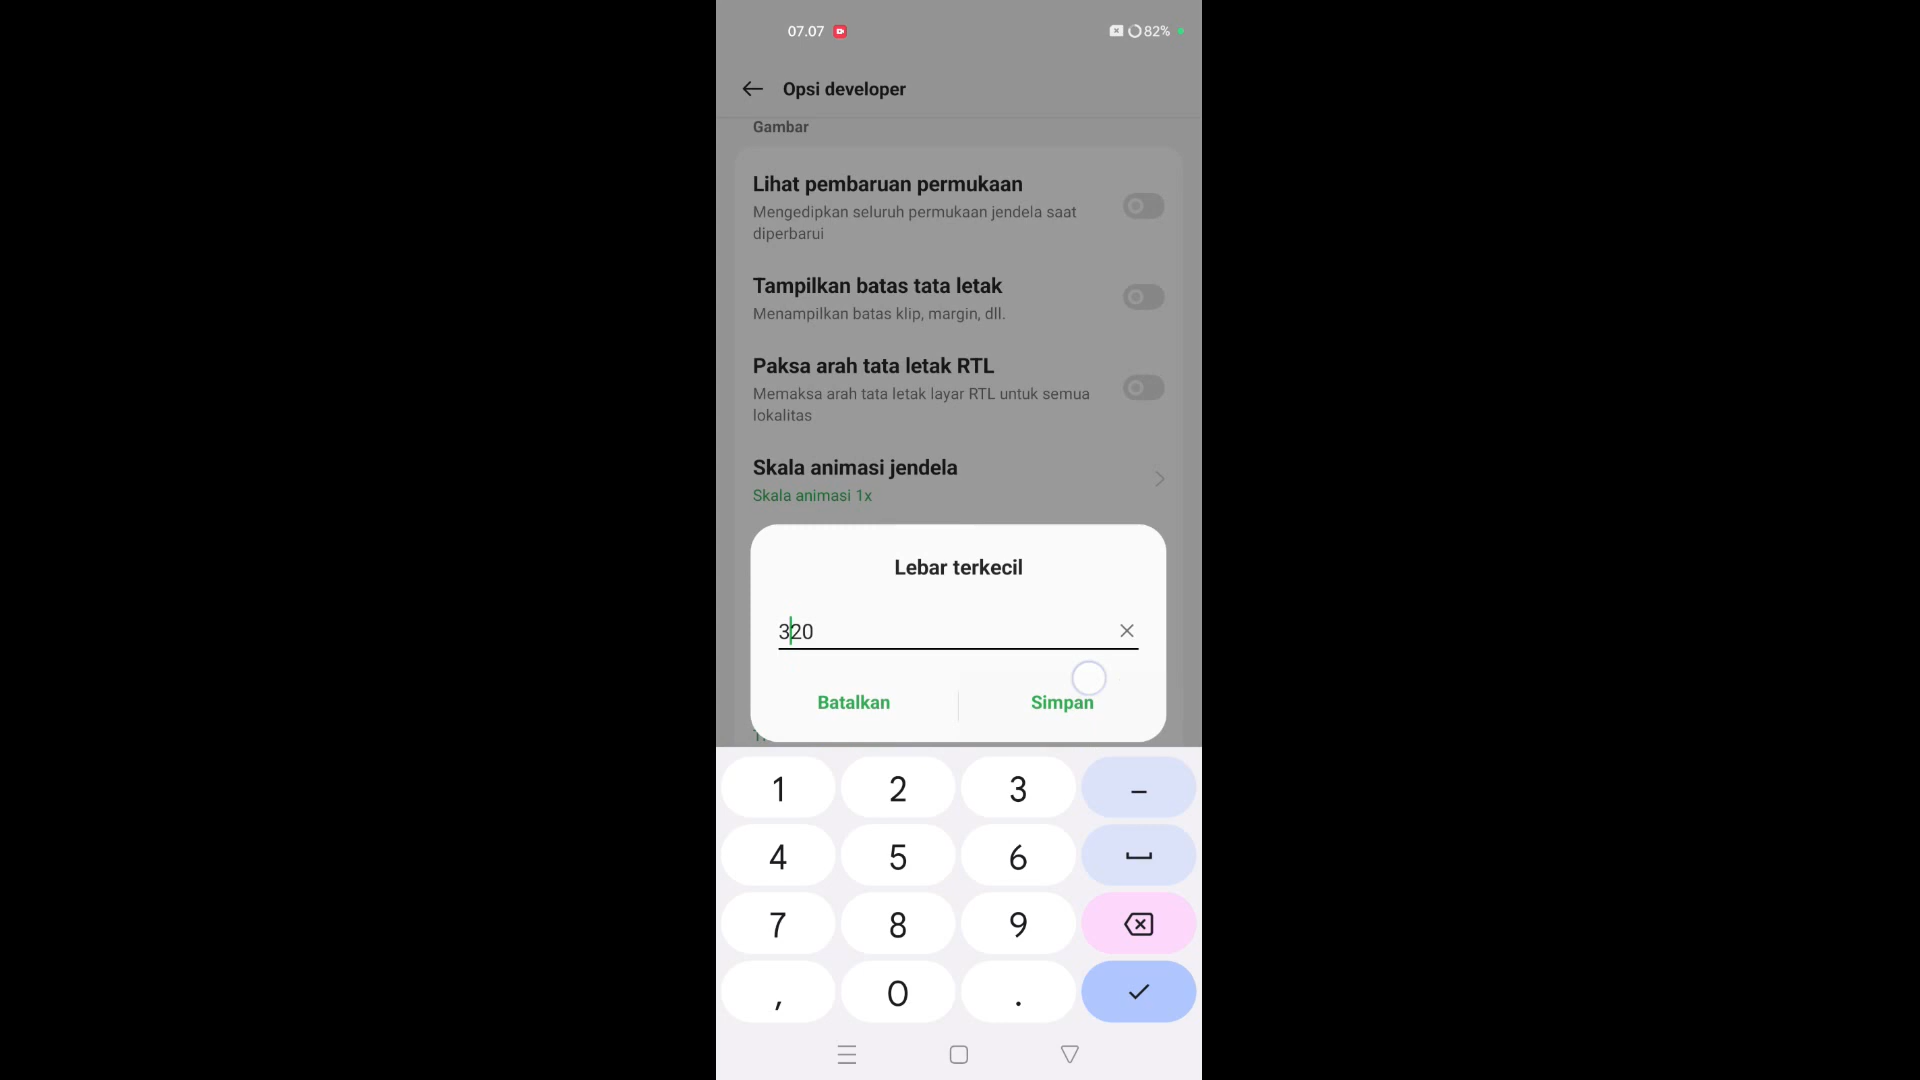 07.07
82%
Opsi developer
Gambar
Lihat pembaruan permukaan
Mengedipkan seluruh permukaan jendela saat
diperbarui
Tampilkan batas tata letak
Menampilkan batas klip, margin, dll.
Paksa arah tata letak RTL
Memaksa arah tata letak layar RTL untuk semua
lokalitas
Skala animasi jendela
Skala animasi 1x
Lebar terkecil
320
Batalkan
Simpan
1 2 3 –
4 5 6
7 8 9
, 0 .